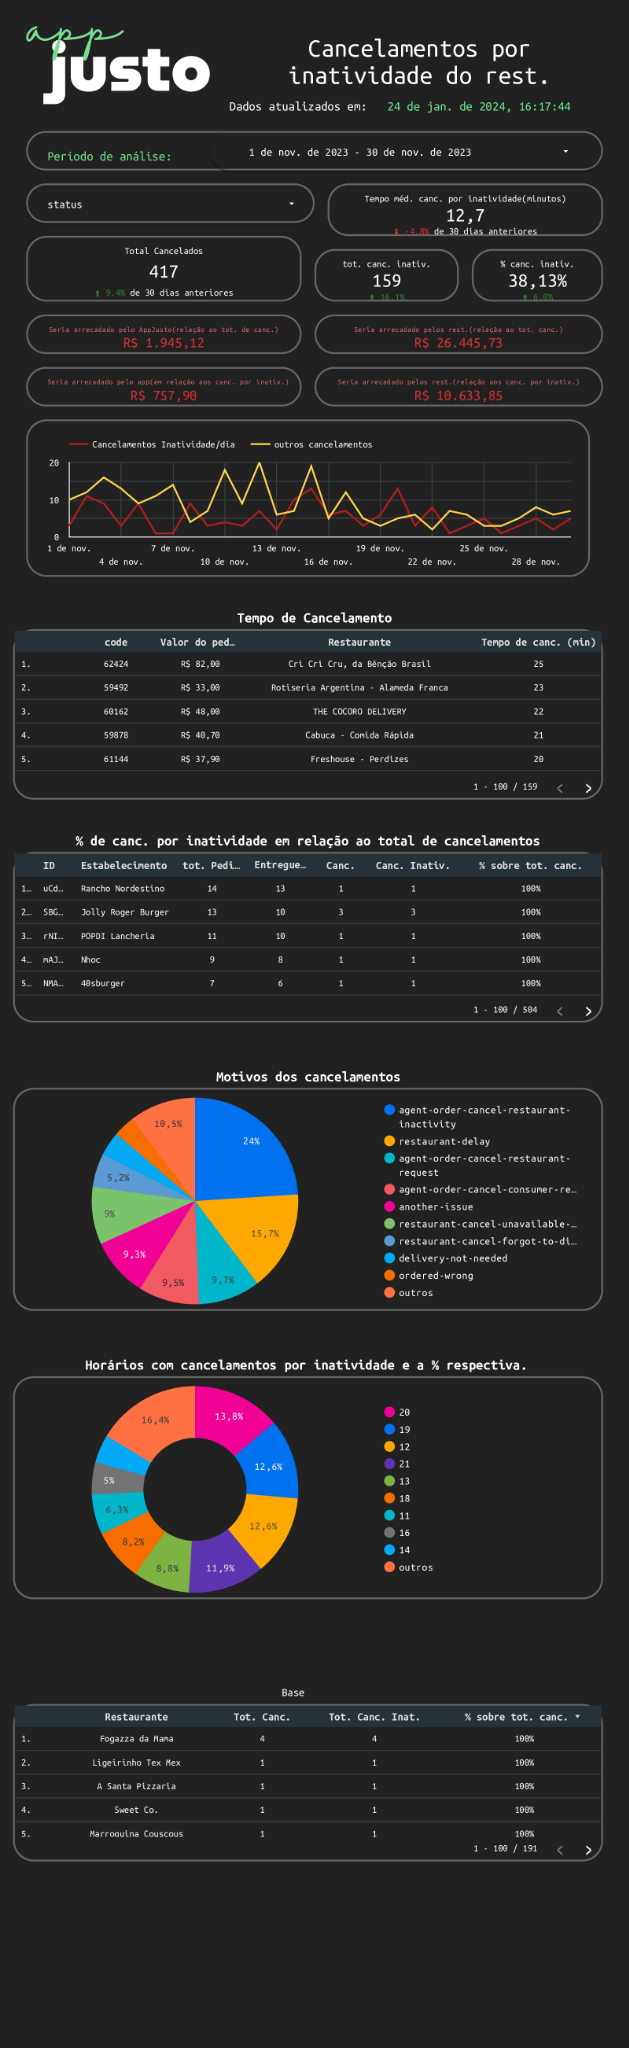 app
justo
Cancelamentos por
inatividade do rest.
Dados atualizados em: 24 de jan. de 2024, 16:17:44
Período de análise: 1 de nov. de 2023 - 30 de nov. de 2023
status
Tempo méd. canc. por inatividade(minutos)
12,7
-4.8% de 30 dias anteriores
Total Cancelados
417
9.4% de 30 dias anteriores
tot. canc. inativ.
159
16.1%
% canc. inativ.
38,13%
6.0%
Seria arrecadado pelo AppJusto(relação ao tot. de canc.)
R$ 1.945,12
Seria arrecadado pelos rest.(relação ao tot. canc.)
R$ 26.445,73
Seria arrecadado pelo app(em relação aos canc. por inativ.)
R$ 757,90
Seria arrecadado pelos rest.(relação aos canc. por inativ.)
R$ 10.633,85
Cancelamentos Inatividade/dia outros cancelamentos
20
10
0
1 de nov. 7 de nov. 13 de nov. 19 de nov. 25 de nov.
4 de nov. 10 de nov. 16 de nov. 22 de nov. 28 de nov.
Tempo de Cancelamento
code Valor do ped… Restaurante Tempo de canc. (min)
1. 62424 R$ 82,00 Cri Cri Cru, da Bênção Brasil 25
2. 59492 R$ 33,00 Rotiseria Argentina - Alameda Franca 23
3. 60162 R$ 48,00 THE COCORO DELIVERY 22
4. 59878 R$ 40,70 Cabuca - Comida Rápida 21
5. 61144 R$ 37,90 Freshouse - Perdizes 20
1 - 100 / 159
% de canc. por inatividade em relação ao total de cancelamentos
ID Estabelecimento tot. Pedi… Entregue… Canc. Canc. Inativ. % sobre tot. canc.
1… uCd… Rancho Nordestino 14 13 1 1 100%
2… SBG… Jolly Roger Burger 13 10 3 3 100%
3… rNI… POPDI Lancheria 11 10 1 1 100%
4… mAJ… Nhoc 9 8 1 1 100%
5… NMA… 40sburger 7 6 1 1 100%
1 - 100 / 504
Motivos dos cancelamentos
24%
15,7%
9,7%
9,5%
9,3%
9%
5,2%
10,5%
agent-order-cancel-restaurant-
inactivity
restaurant-delay
agent-order-cancel-restaurant-
request
agent-order-cancel-consumer-re…
another-issue
restaurant-cancel-unavailable-…
restaurant-cancel-forgot-to-di…
delivery-not-needed
ordered-wrong
outros
Horários com cancelamentos por inatividade e a % respectiva.
13,8%
12,6%
12,6%
11,9%
8,8%
8,2%
6,3%
5%
16,4%
20
19
12
21
13
18
11
16
14
outros
Base
Restaurante Tot. Canc. Tot. Canc. Inat. % sobre tot. canc.
1. Fogazza da Mama 4 4 100%
2. Ligeirinho Tex Mex 1 1 100%
3. A Santa Pizzaria 1 1 100%
4. Sweet Co. 1 1 100%
5. Marroquina Couscous 1 1 100%
1 - 100 / 191